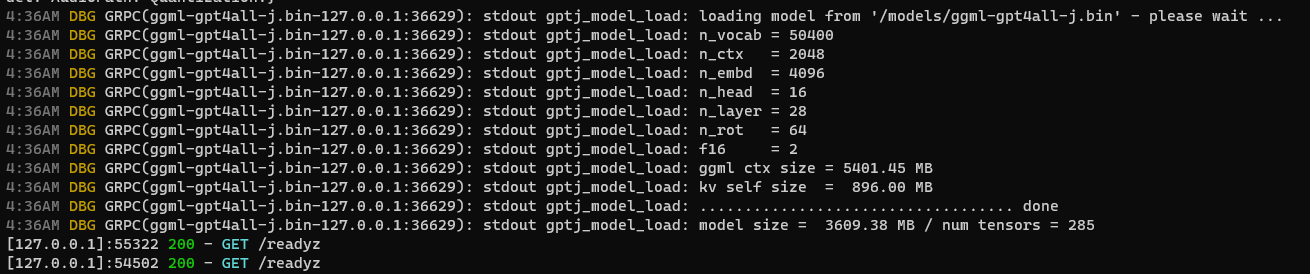 4:36AM DBG GRPC(ggml-gpt4all-j.bin-127.0.0.1:36629): stdout gptj_model_load: loading model from '/models/ggml-gpt4all-j.bin' - please wait ...
4:36AM DBG GRPC(ggml-gpt4all-j.bin-127.0.0.1:36629): stdout gptj_model_load: n_vocab = 50400
4:36AM DBG GRPC(ggml-gpt4all-j.bin-127.0.0.1:36629): stdout gptj_model_load: n_ctx   = 2048
4:36AM DBG GRPC(ggml-gpt4all-j.bin-127.0.0.1:36629): stdout gptj_model_load: n_embd  = 4096
4:36AM DBG GRPC(ggml-gpt4all-j.bin-127.0.0.1:36629): stdout gptj_model_load: n_head  = 16
4:36AM DBG GRPC(ggml-gpt4all-j.bin-127.0.0.1:36629): stdout gptj_model_load: n_layer = 28
4:36AM DBG GRPC(ggml-gpt4all-j.bin-127.0.0.1:36629): stdout gptj_model_load: n_rot   = 64
4:36AM DBG GRPC(ggml-gpt4all-j.bin-127.0.0.1:36629): stdout gptj_model_load: f16     = 2
4:36AM DBG GRPC(ggml-gpt4all-j.bin-127.0.0.1:36629): stdout gptj_model_load: ggml ctx size = 5401.45 MB
4:36AM DBG GRPC(ggml-gpt4all-j.bin-127.0.0.1:36629): stdout gptj_model_load: kv self size  =  896.00 MB
4:36AM DBG GRPC(ggml-gpt4all-j.bin-127.0.0.1:36629): stdout gptj_model_load: ................................... done
4:36AM DBG GRPC(ggml-gpt4all-j.bin-127.0.0.1:36629): stdout gptj_model_load: model size =  3609.38 MB / num tensors = 285
[127.0.0.1]:55322 200 - GET /readyz
[127.0.0.1]:54502 200 - GET /readyz